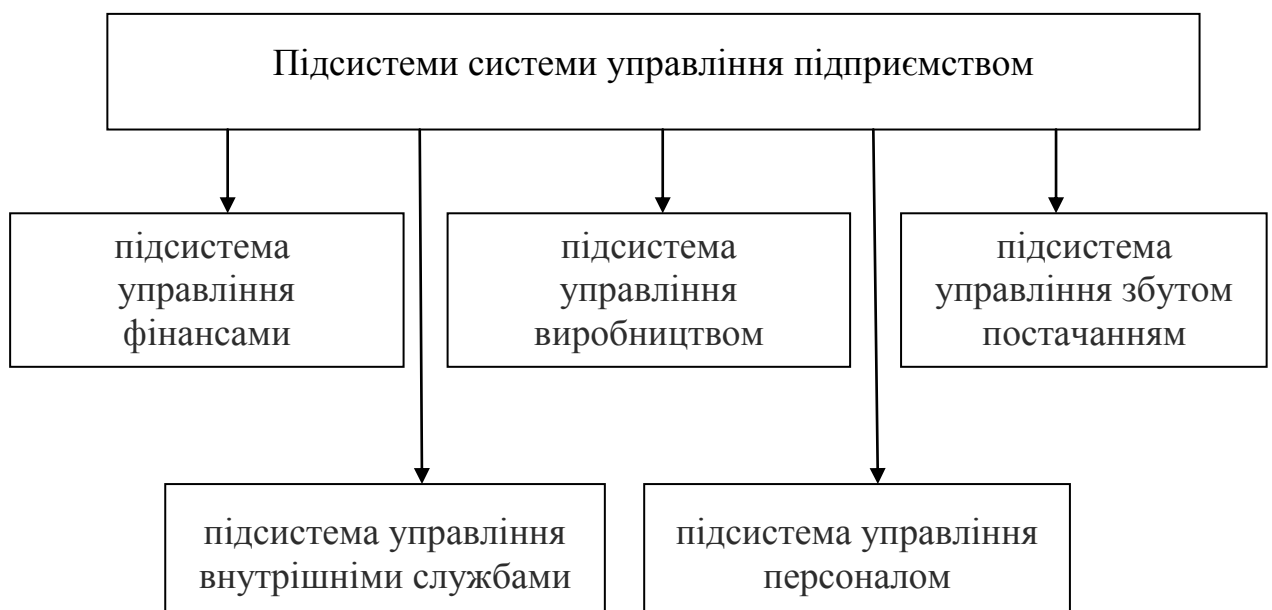 Підсистеми системи управління підприємством
підсистема
управління
фінансами
підсистема
управління
виробництвом
підсистема
управління збутом
постачанням
підсистема управління
внутрішніми службами
підсистема управління
персоналом